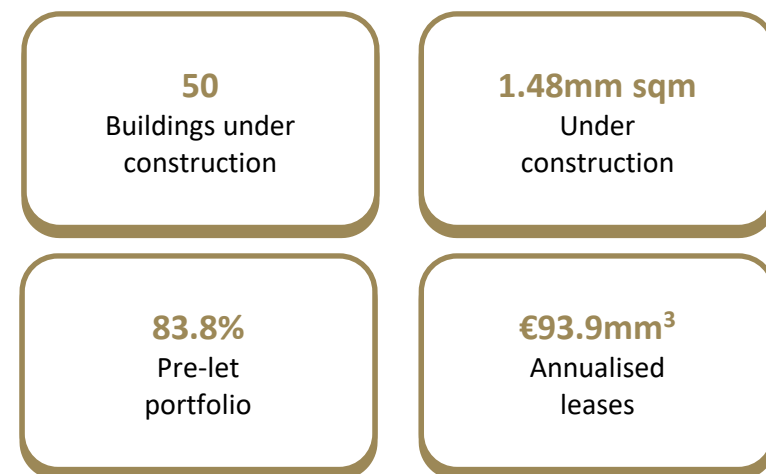 50
Buildings under
construction
1.48mm sqm
Under
construction
83.8%
Pre-let
portfolio
€93.9mm³
Annualised
leases